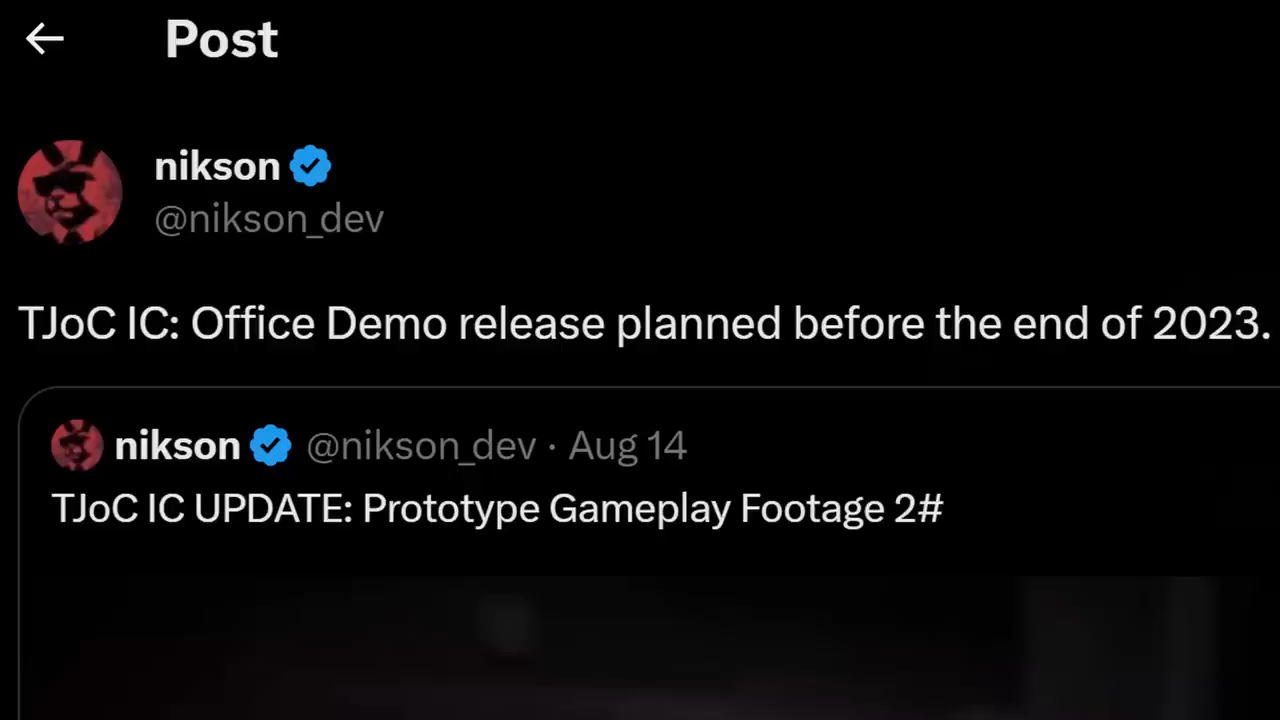 Post
nikson
@nikson_dev
TJoC IC: Office Demo release planned before the end of 2023.
nikson @nikson_dev · Aug 14
TJoC IC UPDATE: Prototype Gameplay Footage 2#